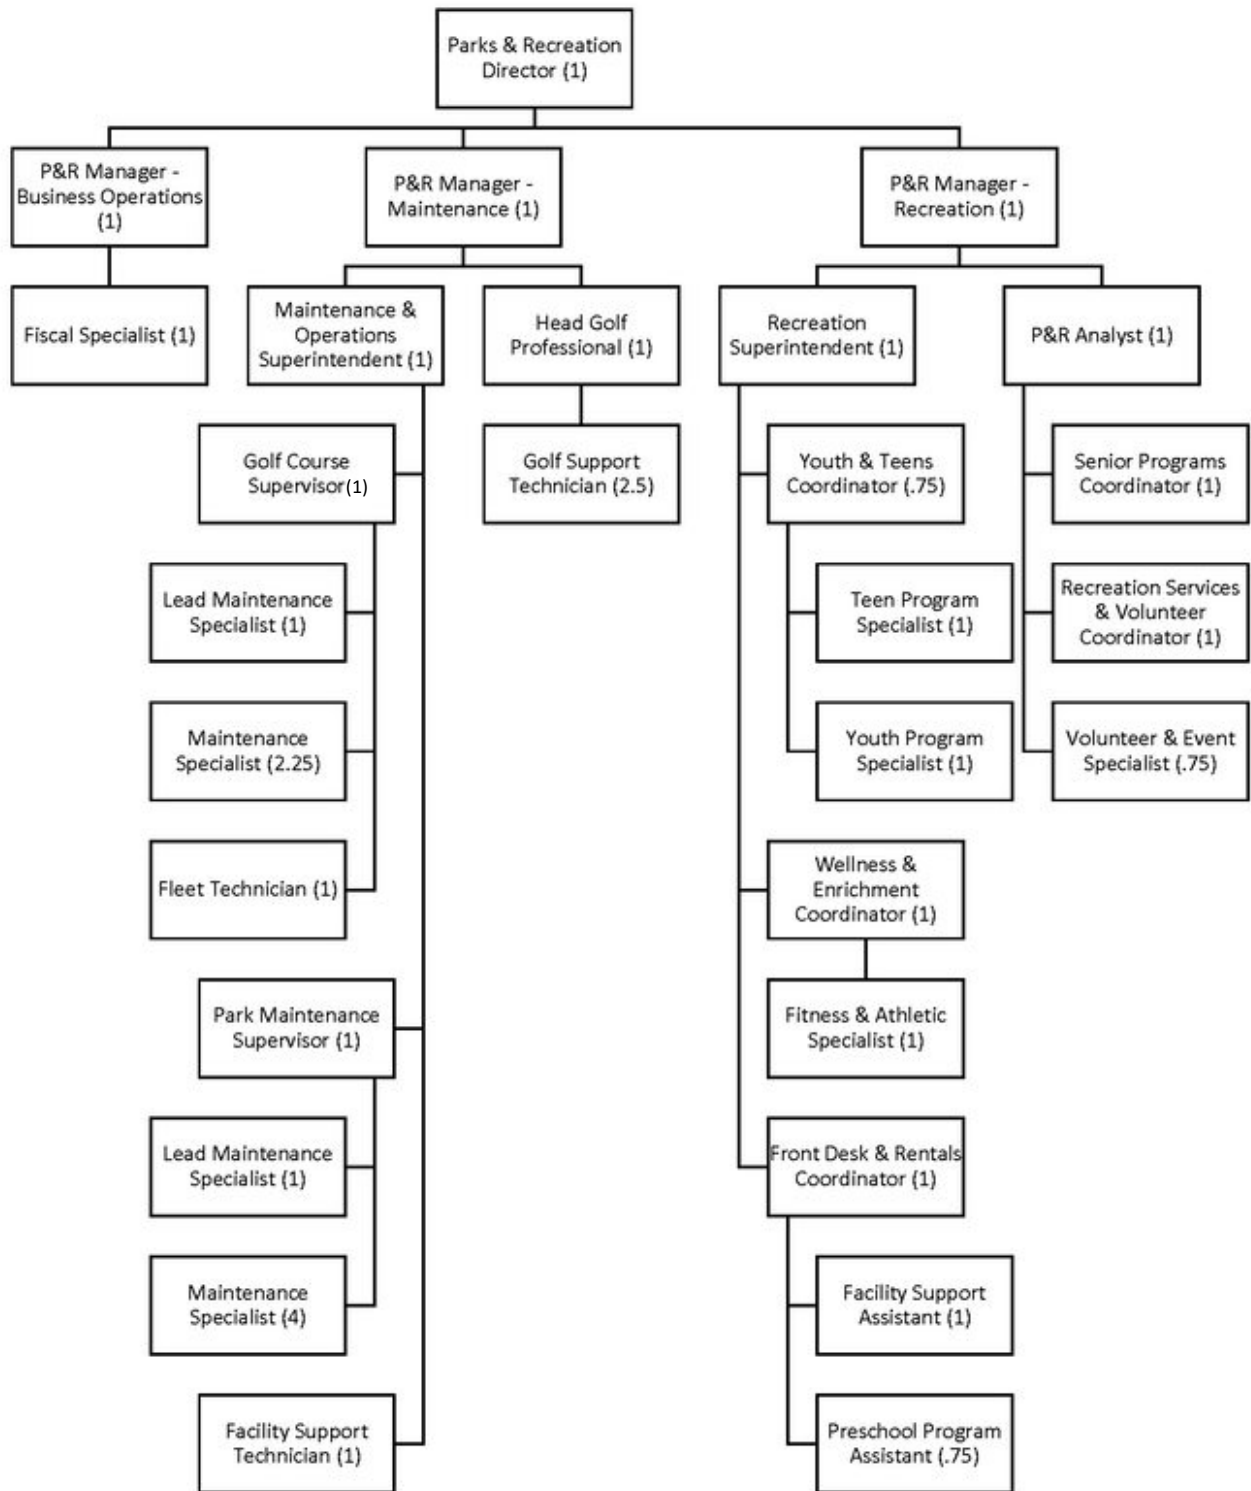 Parks & Recreation
Director (1)
P&R Manager -
Business Operations
(1)
P&R Manager -
Maintenance (1)
P&R Manager -
Recreation (1)
Fiscal Specialist (1)
Maintenance &
Operations
Superintendent (1)
Head Golf
Professional (1)
Recreation
Superintendent (1)
P&R Analyst (1)
Golf Course
Supervisor(1)
Golf Support
Technician (2.5)
Youth & Teens
Coordinator (.75)
Senior Programs
Coordinator (1)
Lead Maintenance
Specialist (1)
Teen Program
Specialist (1)
Recreation Services
& Volunteer
Coordinator (1)
Maintenance
Specialist (2.25)
Youth Program
Specialist (1)
Volunteer & Event
Specialist (.75)
Fleet Technician (1)
Wellness &
Enrichment
Coordinator (1)
Park Maintenance
Supervisor (1)
Fitness & Athletic
Specialist (1)
Lead Maintenance
Specialist (1)
Front Desk & Rentals
Coordinator (1)
Maintenance
Specialist (4)
Facility Support
Assistant (1)
Facility Support
Technician (1)
Preschool Program
Assistant (.75)